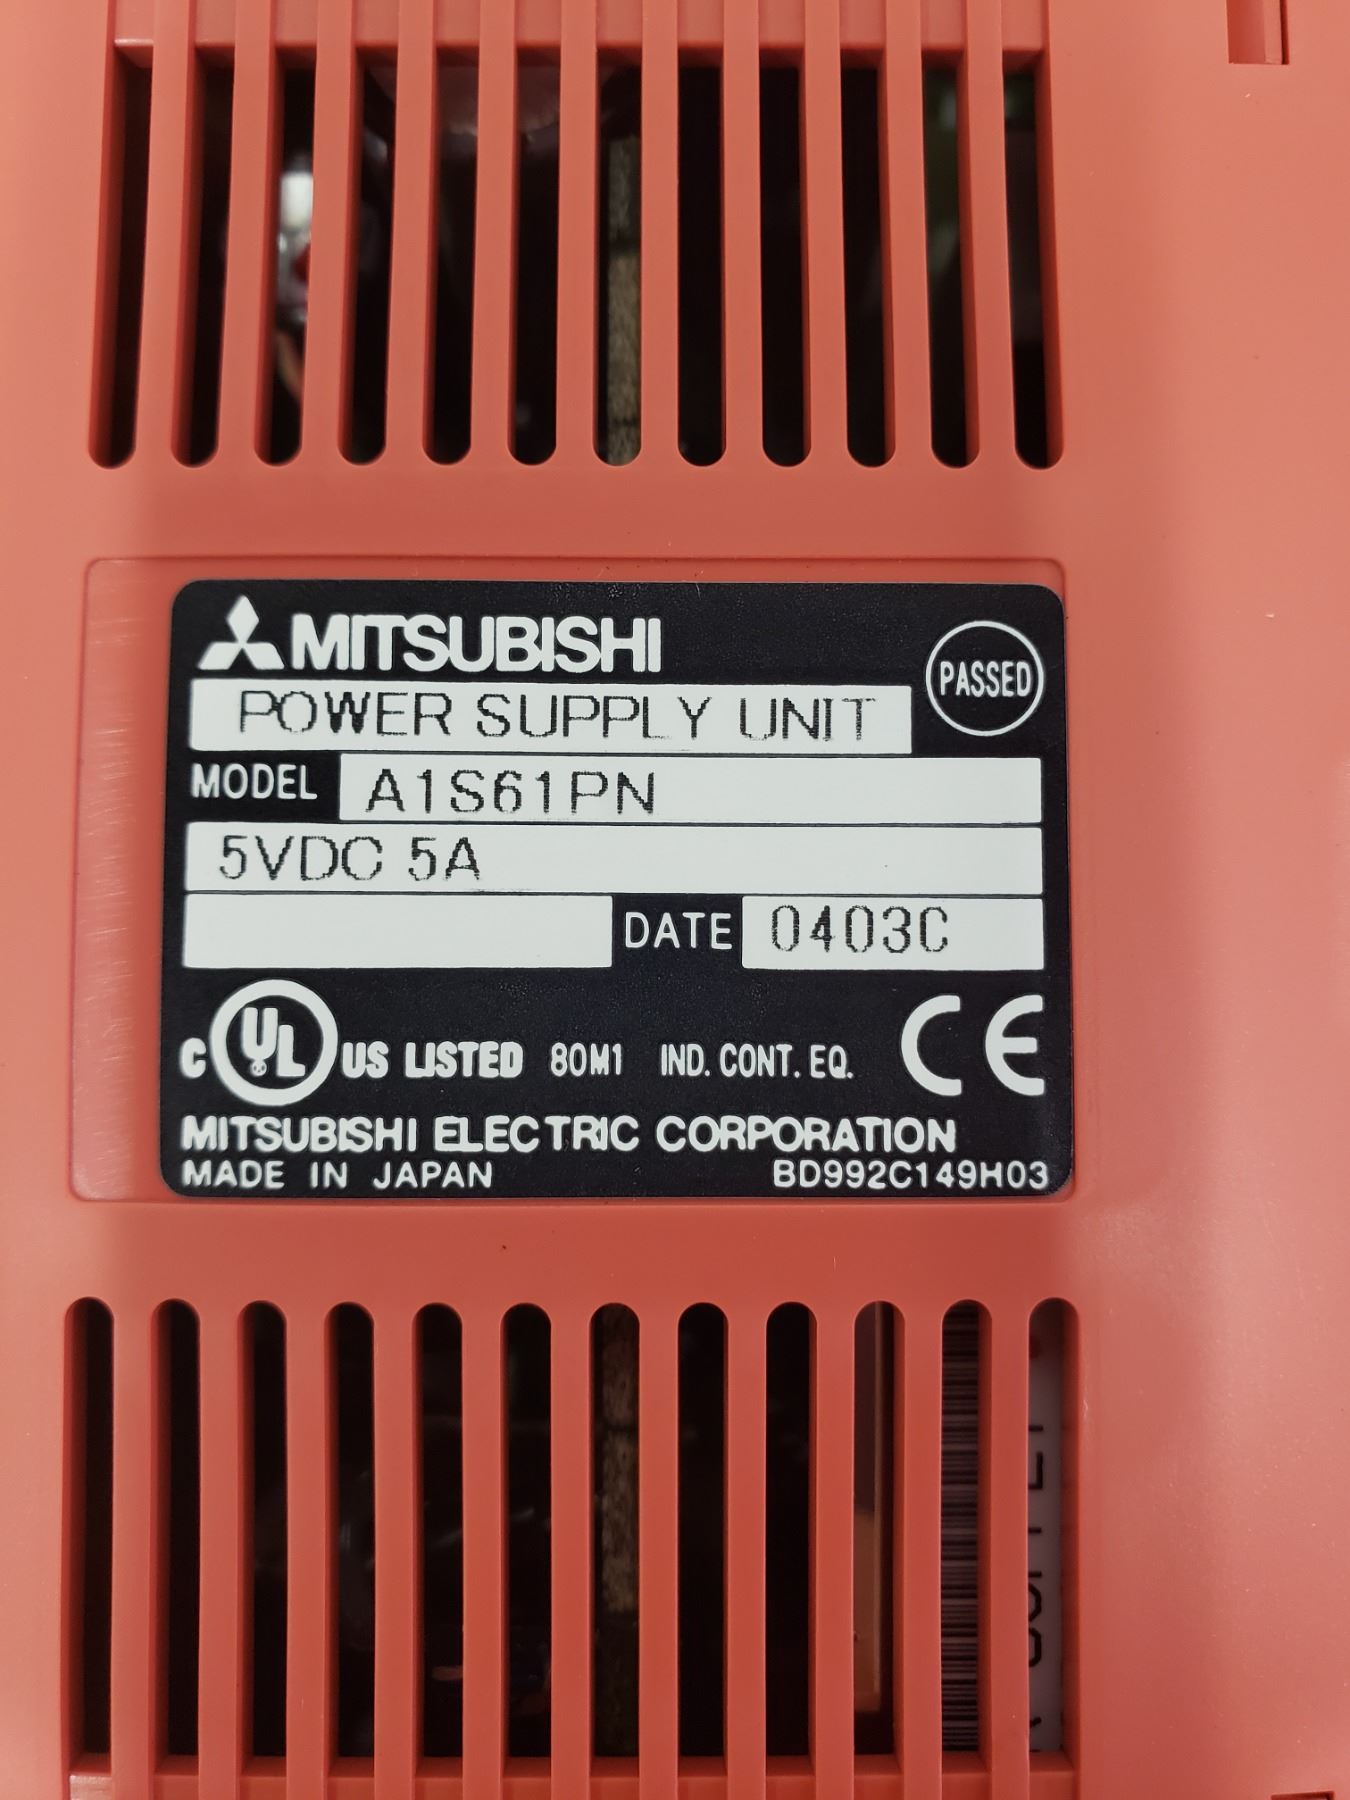 MITSUBISHI
PASSED
POWER SUPPLY UNIT
MODEL A1S61PN
5VDC 5A
DATE 0403C
C UL US LISTED 80M1 IND. CONT. EQ. CE
MITSUBISHI ELECTRIC CORPORATION
MADE IN JAPAN BD992C149H03